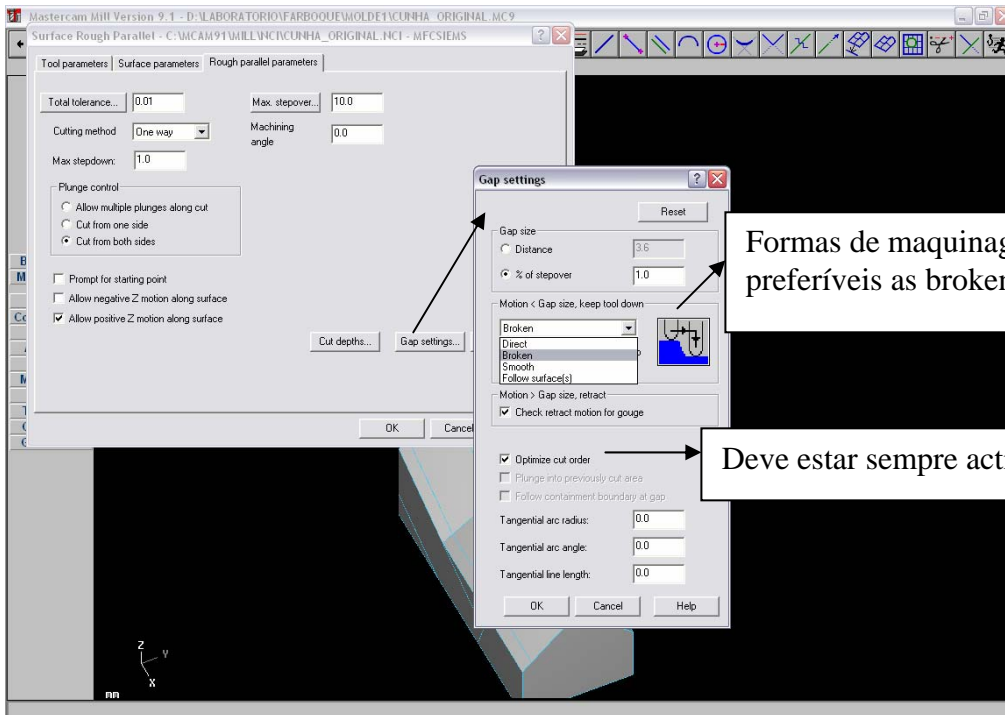 Mastercam Mill Version 9.1 - D:\LABORATORIO\FARBOQUE\MOLDE1\CUNHA_ORIGINAL.MC9
Surface Rough Parallel - C:\MCAM91\MILL\NCI\CUNHA_ORIGINAL.NCI - MFCSIEMS
Tool parameters
Surface parameters
Rough parallel parameters
Total tolerance...
0.01
Max. stepover...
10.0
Cutting method
One way
Machining
angle
0.0
Max stepdown:
1.0
Plunge control
Allow multiple plunges along cut
Cut from one side
Cut from both sides
Prompt for starting point
Allow negative Z motion along surface
Allow positive Z motion along surface
Cut depths...
Gap settings...
OK
Cancel
Gap settings
Reset
Gap size
Distance
3.6
% of stepover
1.0
Motion < Gap size, keep tool down
Broken
Direct
Broken
Smooth
Follow surface(s)
Motion > Gap size, retract
Check retract motion for gouge
Optimize cut order
Plunge into previously cut area
Follow containment boundary at gap
Tangential arc radius:
0.0
Tangential arc angle:
0.0
Tangential line length:
0.0
OK
Cancel
Help
Formas de maquinag
preferíveis as broken
Deve estar sempre acti
Z
Y
X
mm